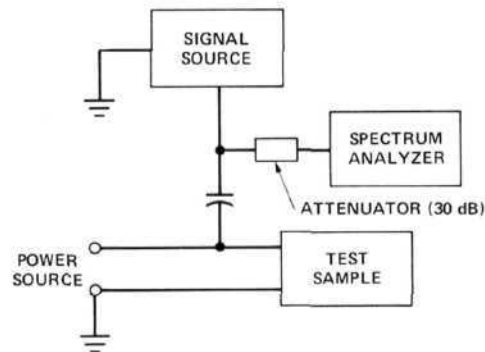 SIGNAL
SOURCE
SPECTRUM
ANALYZER
ATTENUATOR (30 dB)
POWER
SOURCE
TEST
SAMPLE